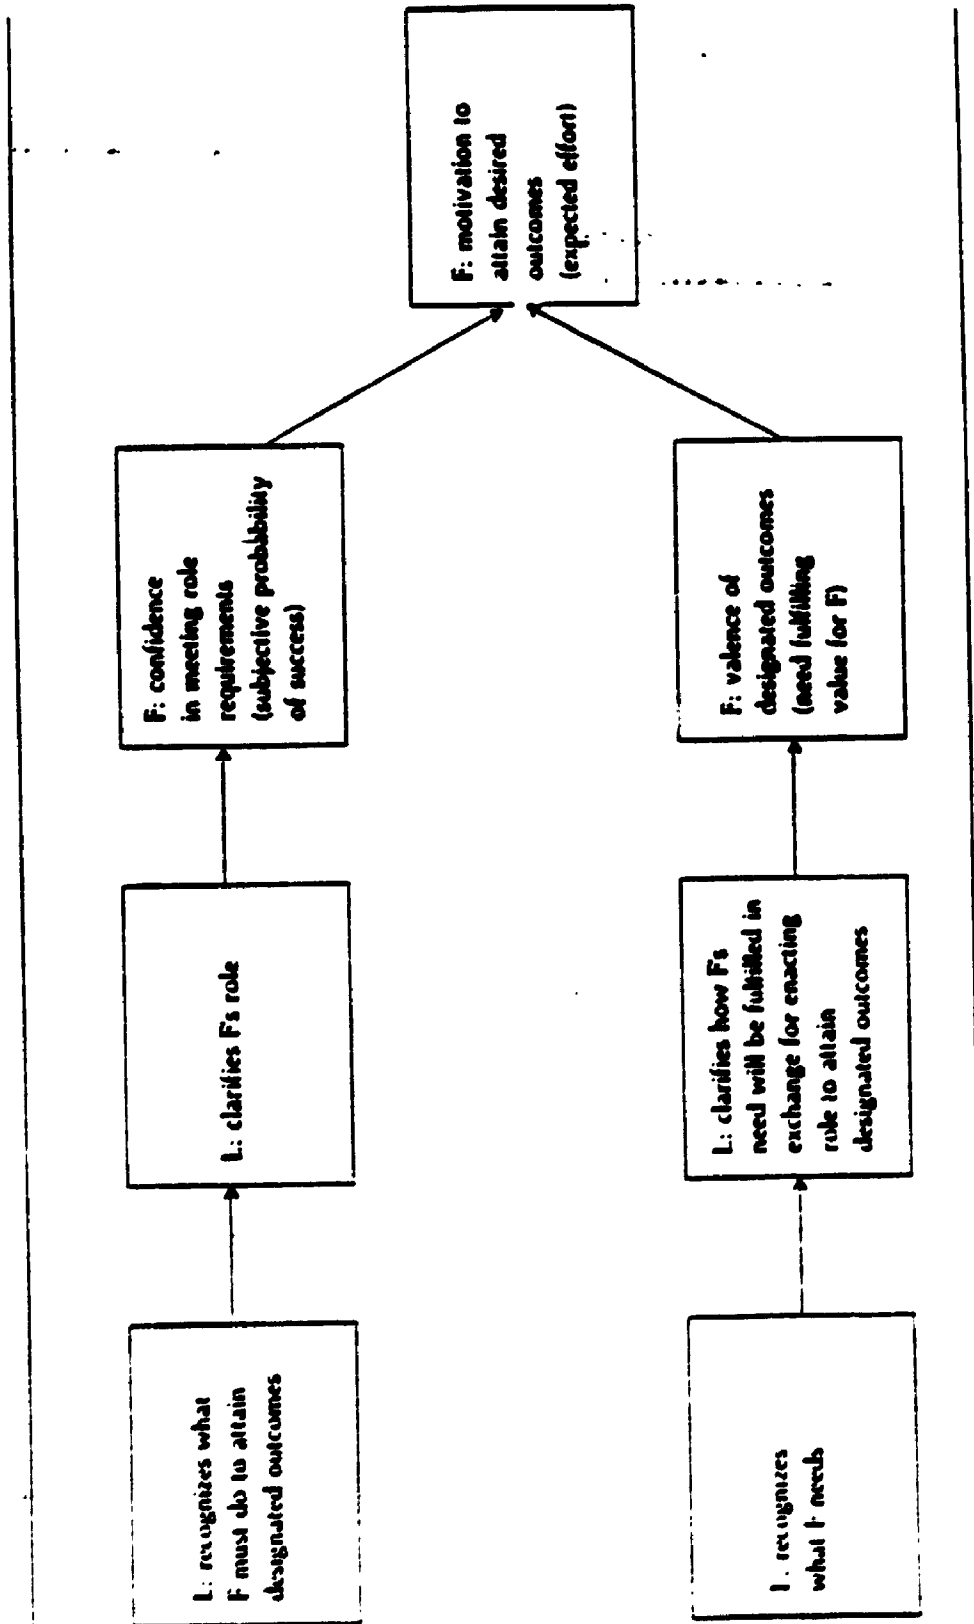 L: recognizes what
F must do to attain
designated outcomes
L: clarifies F's role
F: confidence
in meeting role
requirements
(subjective probability
of success)
L: recognizes
what F needs
L: clarifies how F's
need will be fulfilled in
exchange for enacting
role to attain
designated outcomes
F: valence of
designated outcomes
(need fulfilling
value for F)
F: motivation to
attain desired
outcomes
(expected effort)